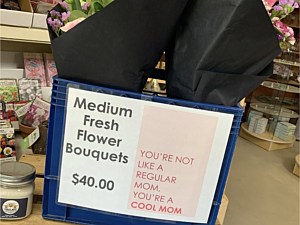 Medium
Fresh
Flower
Bouquets
$40.00
YOU'RE NOT
LIKE A
REGULAR
MOM.
YOU'RE A
COOL MOM